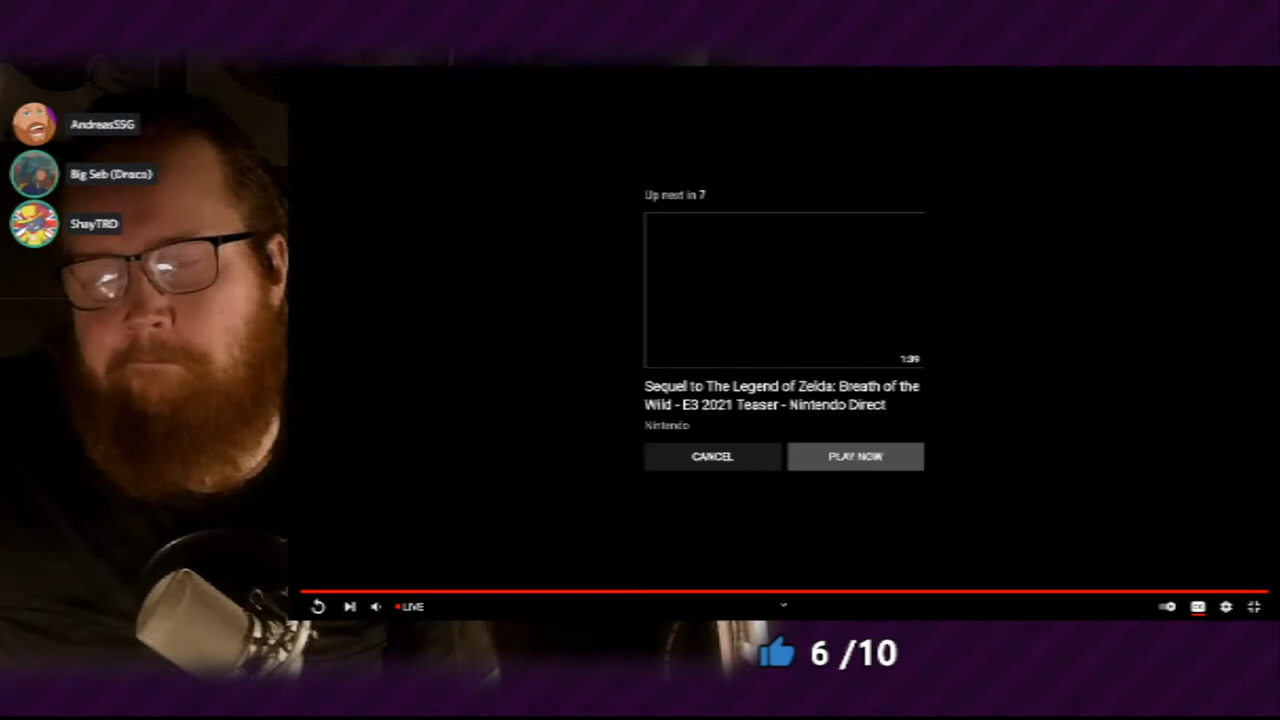 AndreasSSG
Big Seb (Draco)
ShayTRD
Up next in 7
1:39
Sequel to The Legend of Zelda: Breath of the
Wild - E3 2021 Teaser - Nintendo Direct
Nintendo
CANCEL
PLAY NOW
LIVE
6 /10